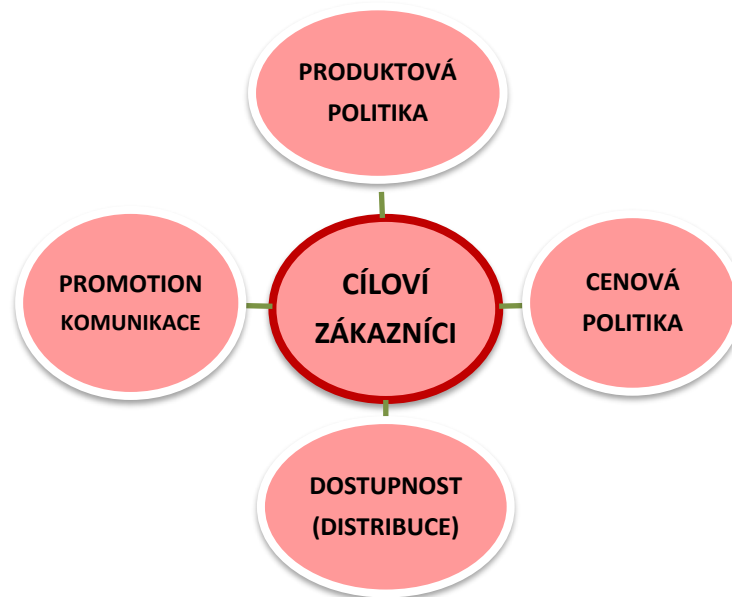 PRODUKTOVÁ
POLITIKA
PROMOTION
KOMUNIKACE
CÍLOVÍ
ZÁKAZNÍCI
CENOVÁ
POLITIKA
DOSTUPNOST
(DISTRIBUCE)